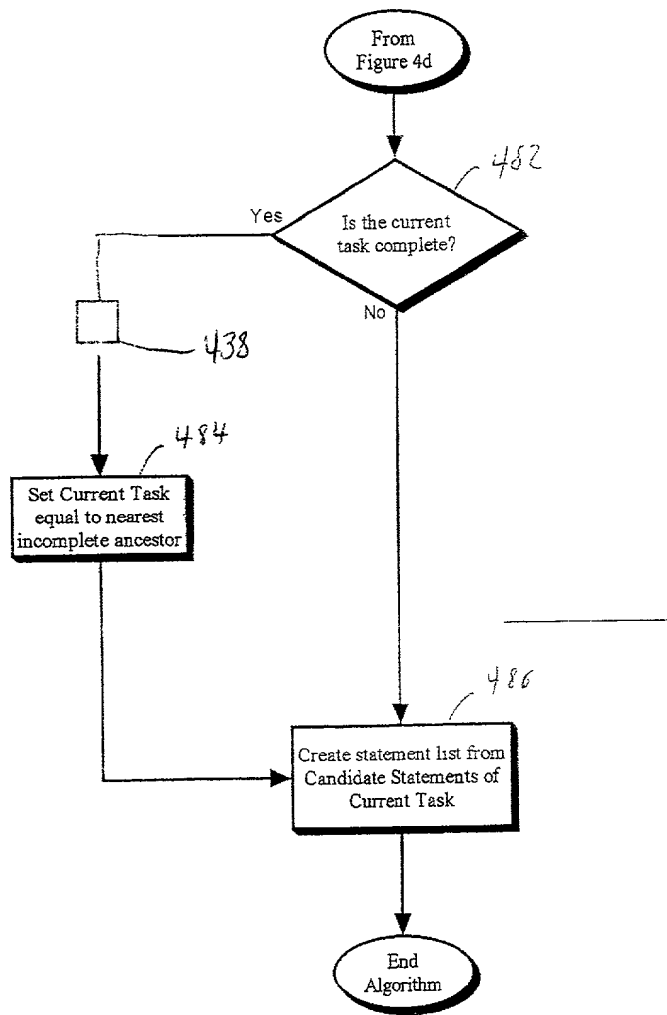 From
Figure 4d
482
Is the current
task complete?
Yes
No
438
484
Set Current Task
equal to nearest
incomplete ancestor
486
Create statement list from
Candidate Statements of
Current Task
End
Algorithm